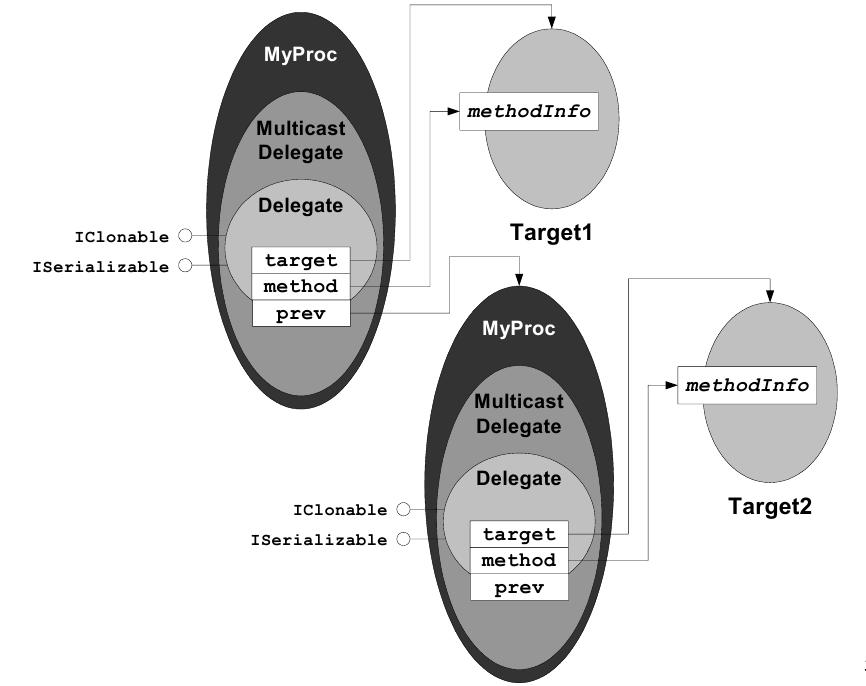 MyProc
Multicast
Delegate
Delegate
IClonable
ISerializable
target
method
prev
methodInfo
Target1
MyProc
Multicast
Delegate
Delegate
IClonable
ISerializable
target
method
prev
methodInfo
Target2